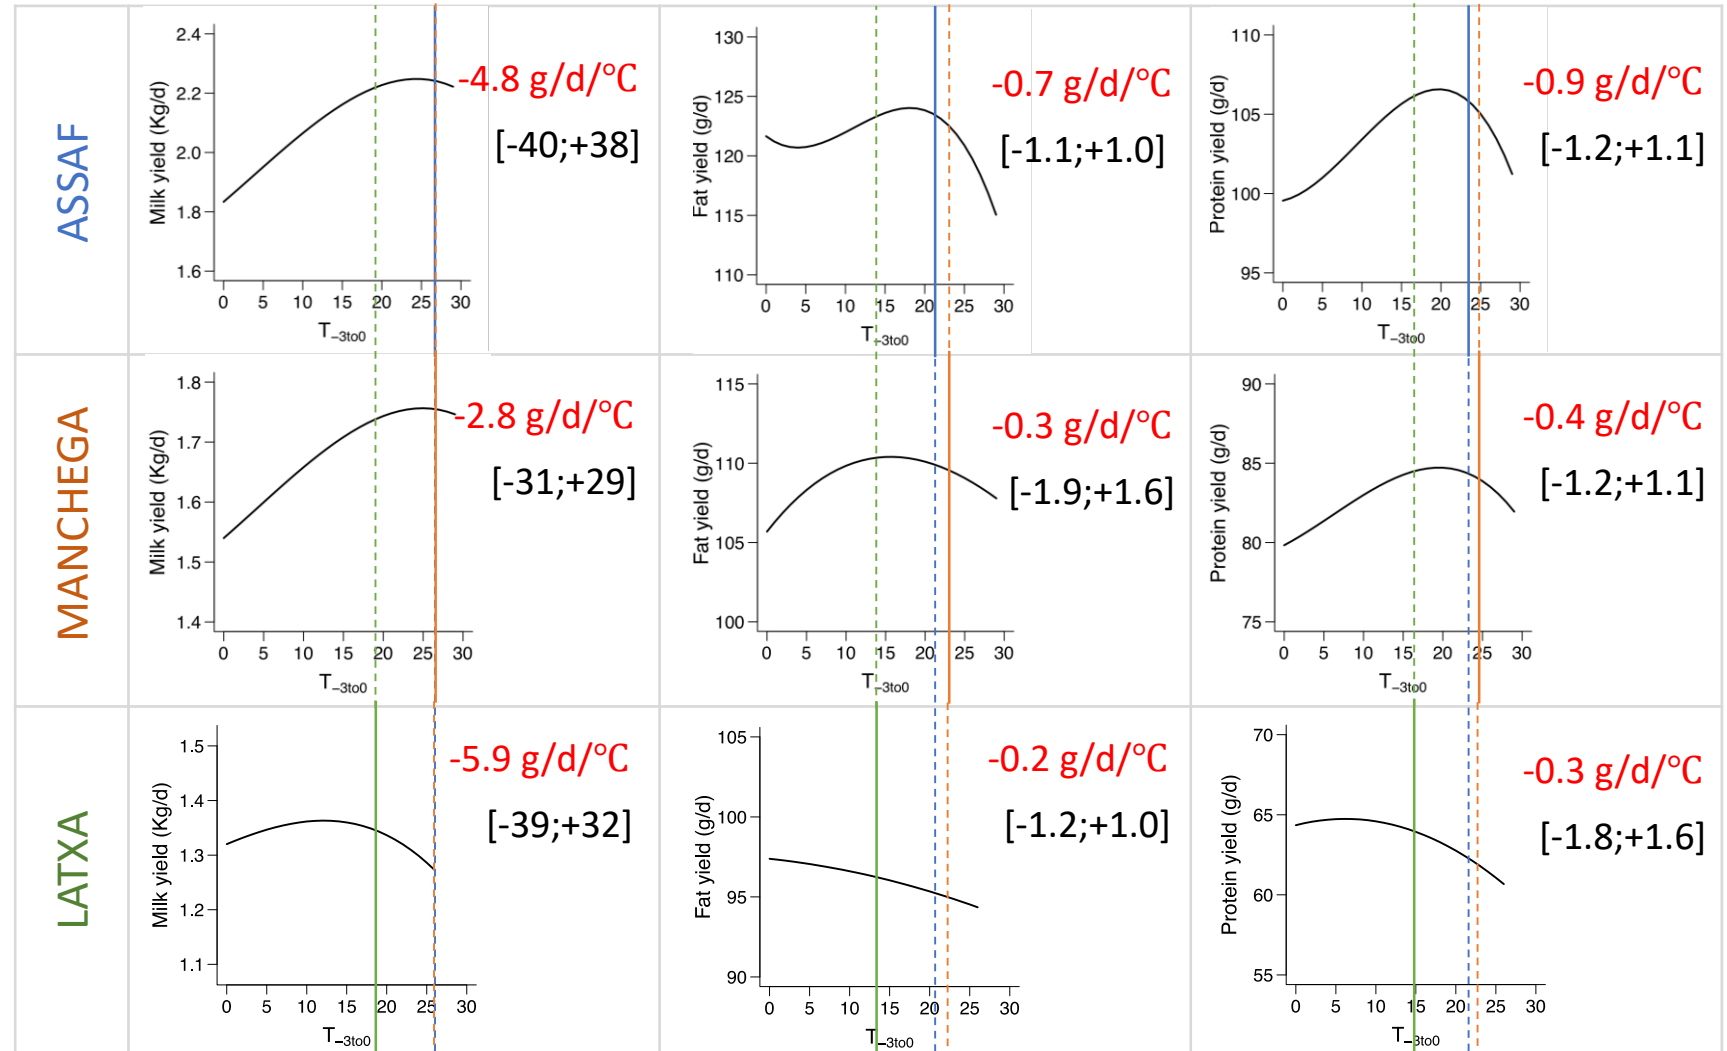 ASSAF
Milk yield (Kg/d)
2.4
2.2
2.0
1.8
1.6
0 5 10 15 20 25 30
T−3to0
-4.8 g/d/°C
[-40;+38]
Fat yield (g/d)
130
125
120
115
110
0 5 10 15 20 25 30
T−3to0
-0.7 g/d/°C
[-1.1;+1.0]
Protein yield (g/d)
110
105
100
95
0 5 10 15 20 25 30
T−3to0
-0.9 g/d/°C
[-1.2;+1.1]
MANCHEGA
Milk yield (Kg/d)
1.8
1.7
1.6
1.5
1.4
0 5 10 15 20 25 30
T−3to0
-2.8 g/d/°C
[-31;+29]
Fat yield (g/d)
115
110
105
100
0 5 10 15 20 25 30
T−3to0
-0.3 g/d/°C
[-1.9;+1.6]
Protein yield (g/d)
90
85
80
75
0 5 10 15 20 25 30
T−3to0
-0.4 g/d/°C
[-1.2;+1.1]
LATXA
Milk yield (Kg/d)
1.5
1.4
1.3
1.2
1.1
0 5 10 15 20 25 30
T−3to0
-5.9 g/d/°C
[-39;+32]
Fat yield (g/d)
105
100
95
90
0 5 10 15 20 25 30
T−3to0
-0.2 g/d/°C
[-1.2;+1.0]
Protein yield (g/d)
70
65
60
55
0 5 10 15 20 25 30
T−3to0
-0.3 g/d/°C
[-1.8;+1.6]